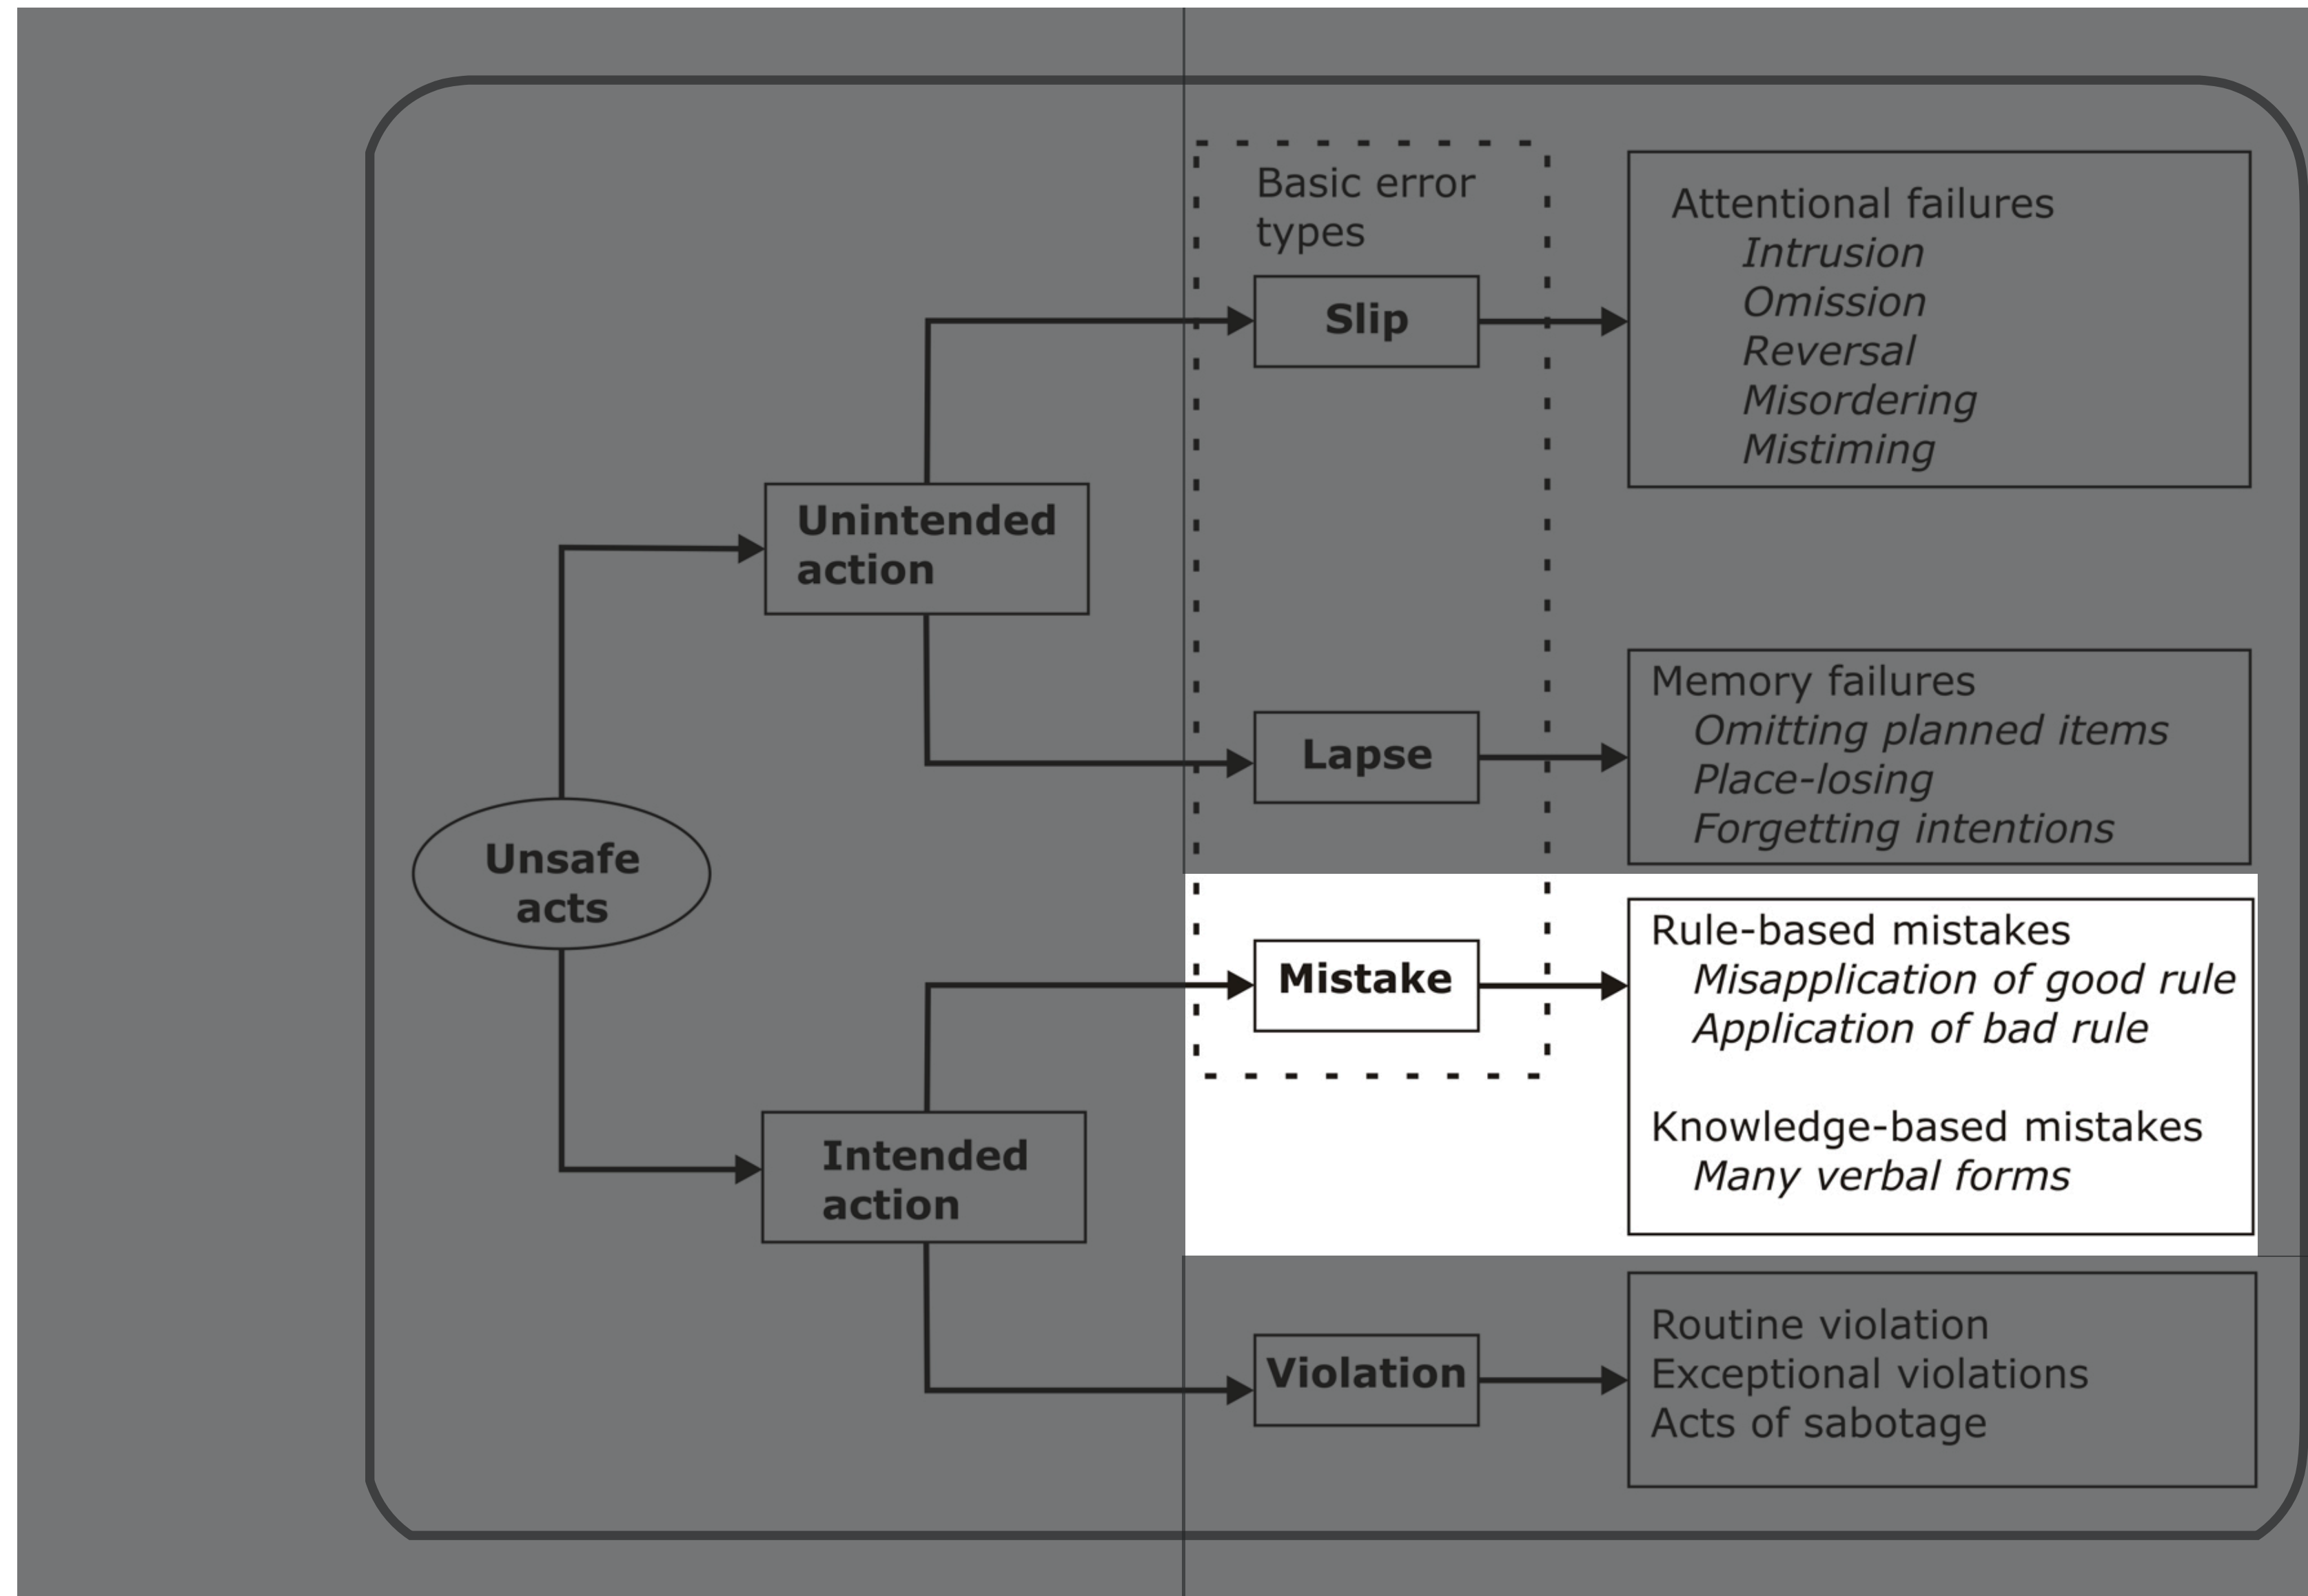 Basic error
types
Slip
Attentional failures
Intrusion
Omission
Reversal
Misordering
Mistiming
Unintended
action
Lapse
Memory failures
Omitting planned items
Place-losing
Forgetting intentions
Unsafe
acts
Mistake
Rule-based mistakes
Misapplication of good rule
Application of bad rule
Knowledge-based mistakes
Many verbal forms
Intended
action
Violation
Routine violation
Exceptional violations
Acts of sabotage